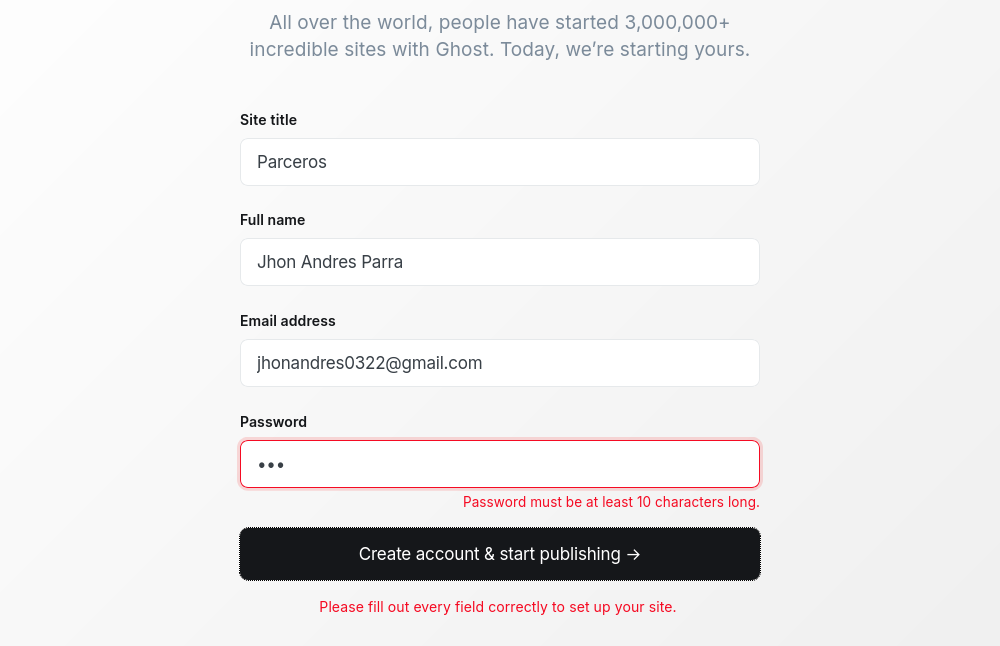 All over the world, people have started 3,000,000+
incredible sites with Ghost. Today, we’re starting yours.
Site title
Parceros
Full name
Jhon Andres Parra
Email address
jhonandres0322@gmail.com
Password
•••
Password must be at least 10 characters long.
Create account & start publishing →
Please fill out every field correctly to set up your site.